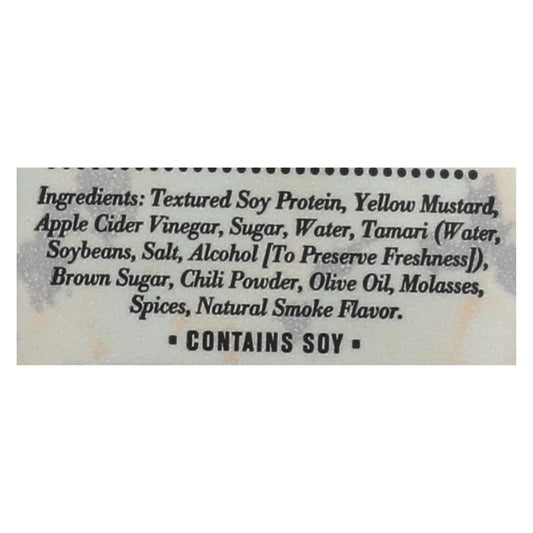 Ingredients: Textured Soy Protein, Yellow Mustard,
Apple Cider Vinegar, Sugar, Water, Tamari (Water,
Soybeans, Salt, Alcohol [To Preserve Freshness]),
Brown Sugar, Chili Powder, Olive Oil, Molasses,
Spices, Natural Smoke Flavor.
▪ CONTAINS SOY ▪